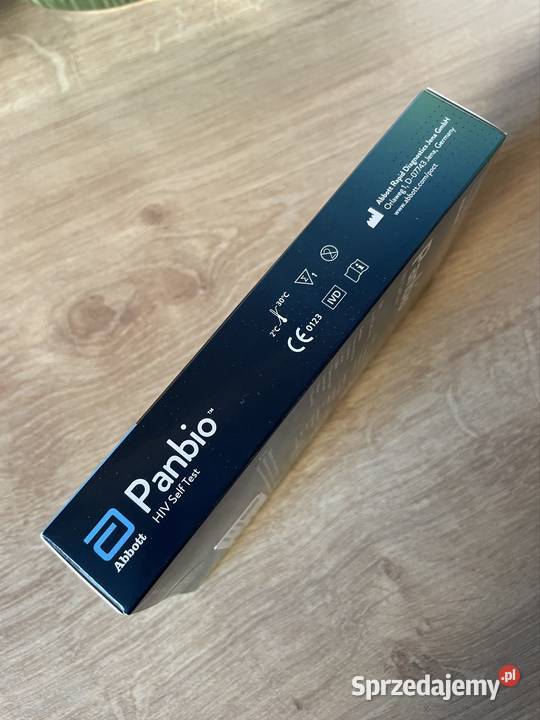 Abbott
Panbio™
HIV Self Test
2°C
30°C
1
CE 0123
IVD
i
Abbott Rapid Diagnostics Jena GmbH
Orlaweg 1, D-07743 Jena, Germany
www.abbott.com/poct
Sprzedajemy.pl